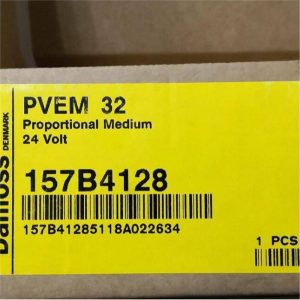 PVEM 32
Proportional Medium
24 Volt
157B4128
157B41285118A022634
1 PCS
Danfoss
DENMARK